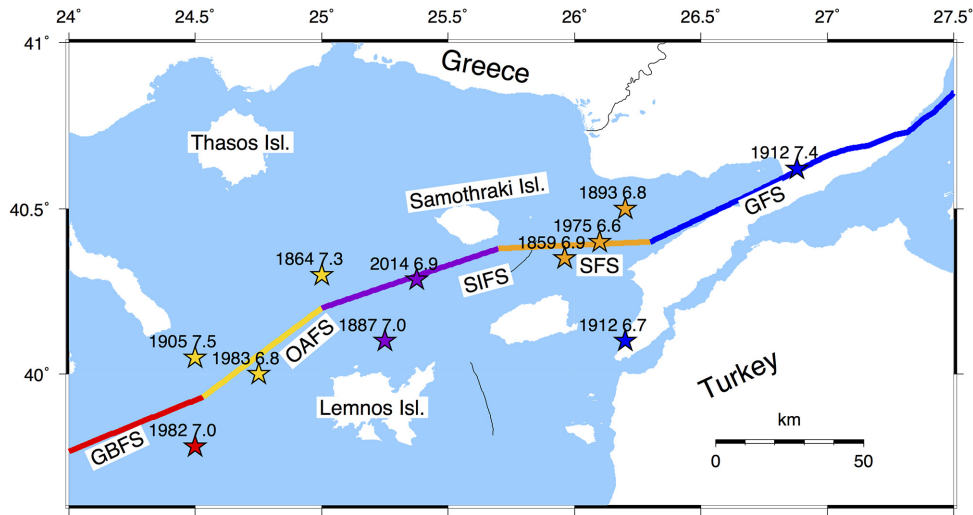 24° 24.5° 25° 25.5° 26° 26.5° 27° 27.5°
41°
Greece
Thasos Isl.
1912 7.4
Samothraki Isl.
1893 6.8
GFS
40.5°
1975 6.6
1859 6.9
SFS
1864 7.3
2014 6.9
SIFS
1887 7.0
1912 6.7
OAFS
1905 7.5
1983 6.8
40°
Turkey
Lemnos Isl.
1982 7.0
GBFS
km
0 50